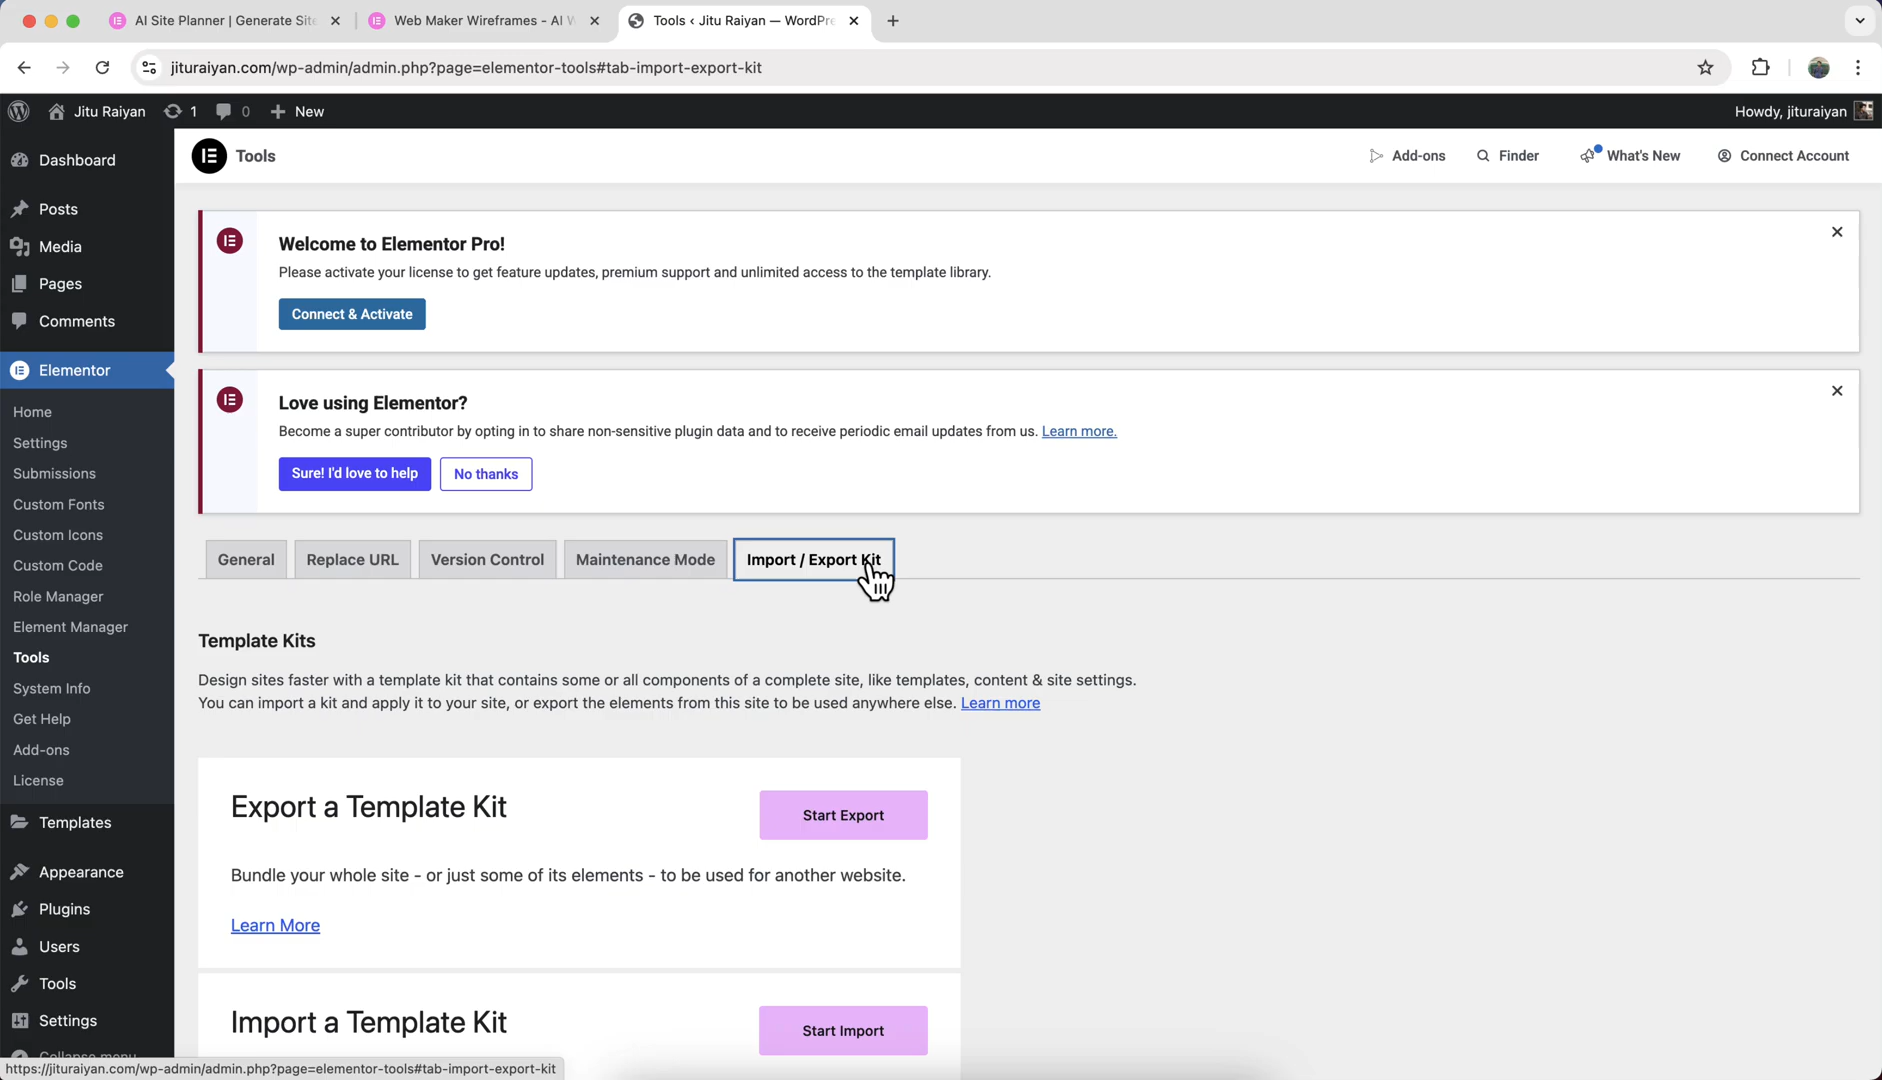 AI Site Planner | Generate Site
Web Maker Wireframes - AI W
Tools ‹ Jitu Raiyan — WordPre
jituraiyan.com/wp-admin/admin.php?page=elementor-tools#tab-import-export-kit
Jitu Raiyan
1
0
New
Howdy, jituraiyan
Dashboard
Posts
Media
Pages
Comments
Elementor
Home
Settings
Submissions
Custom Fonts
Custom Icons
Custom Code
Role Manager
Element Manager
Tools
System Info
Get Help
Add-ons
License
Templates
Appearance
Plugins
Users
Tools
Settings
Collapse menu
Tools
Add-ons
Finder
What's New
Connect Account
Welcome to Elementor Pro!
Please activate your license to get feature updates, premium support and unlimited access to the template library.
Connect & Activate
Love using Elementor?
Become a super contributor by opting in to share non-sensitive plugin data and to receive periodic email updates from us. Learn more.
Sure! I'd love to help
No thanks
General
Replace URL
Version Control
Maintenance Mode
Import / Export Kit
Template Kits
Design sites faster with a template kit that contains some or all components of a complete site, like templates, content & site settings.
You can import a kit and apply it to your site, or export the elements from this site to be used anywhere else. Learn more
Export a Template Kit
Start Export
Bundle your whole site - or just some of its elements - to be used for another website.
Learn More
Import a Template Kit
Start Import
https://jituraiyan.com/wp-admin/admin.php?page=elementor-tools#tab-import-export-kit